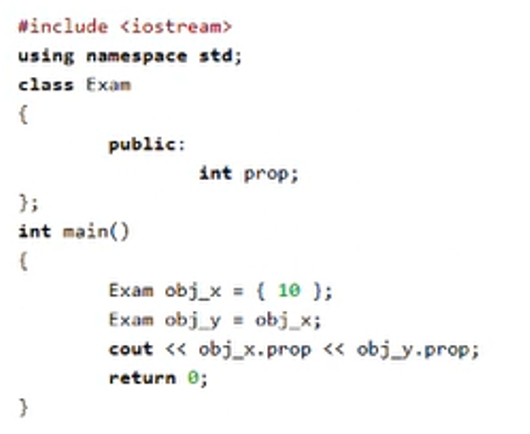 #include <iostream>
using namespace std;
class Exam
{
public:
int prop;
};
int main()
{
Exam obj_x = { 10 };
Exam obj_y = obj_x;
cout << obj_x.prop << obj_y.prop;
return 0;
}